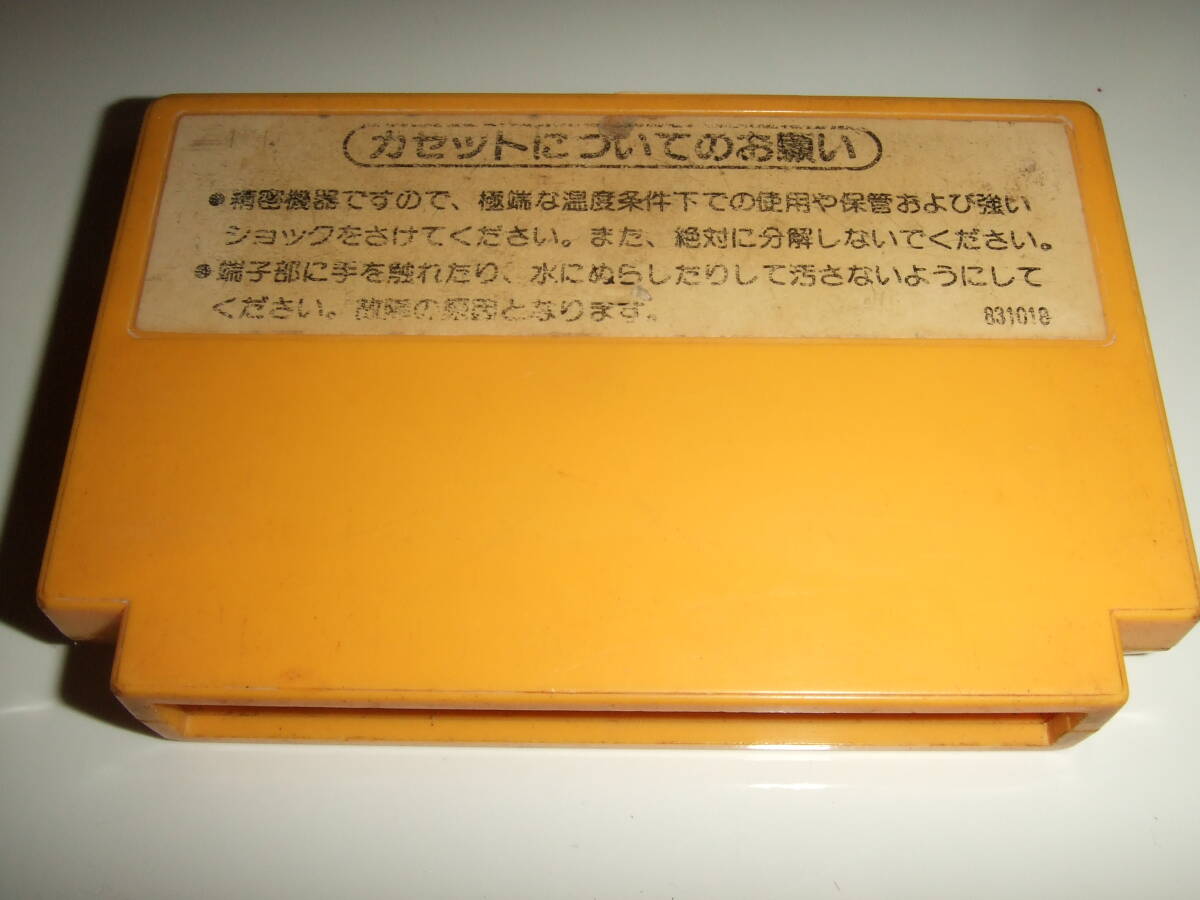 カセットについてのお願い
●精密機器ですので、極端な温度条件下での使用や保管および強い
ショックをさけてください。また、絶対に分解しないでください。
●端子部に手を触れたり、水にぬらしたりして汚さないようにして
ください。故障の原因となります。
831018